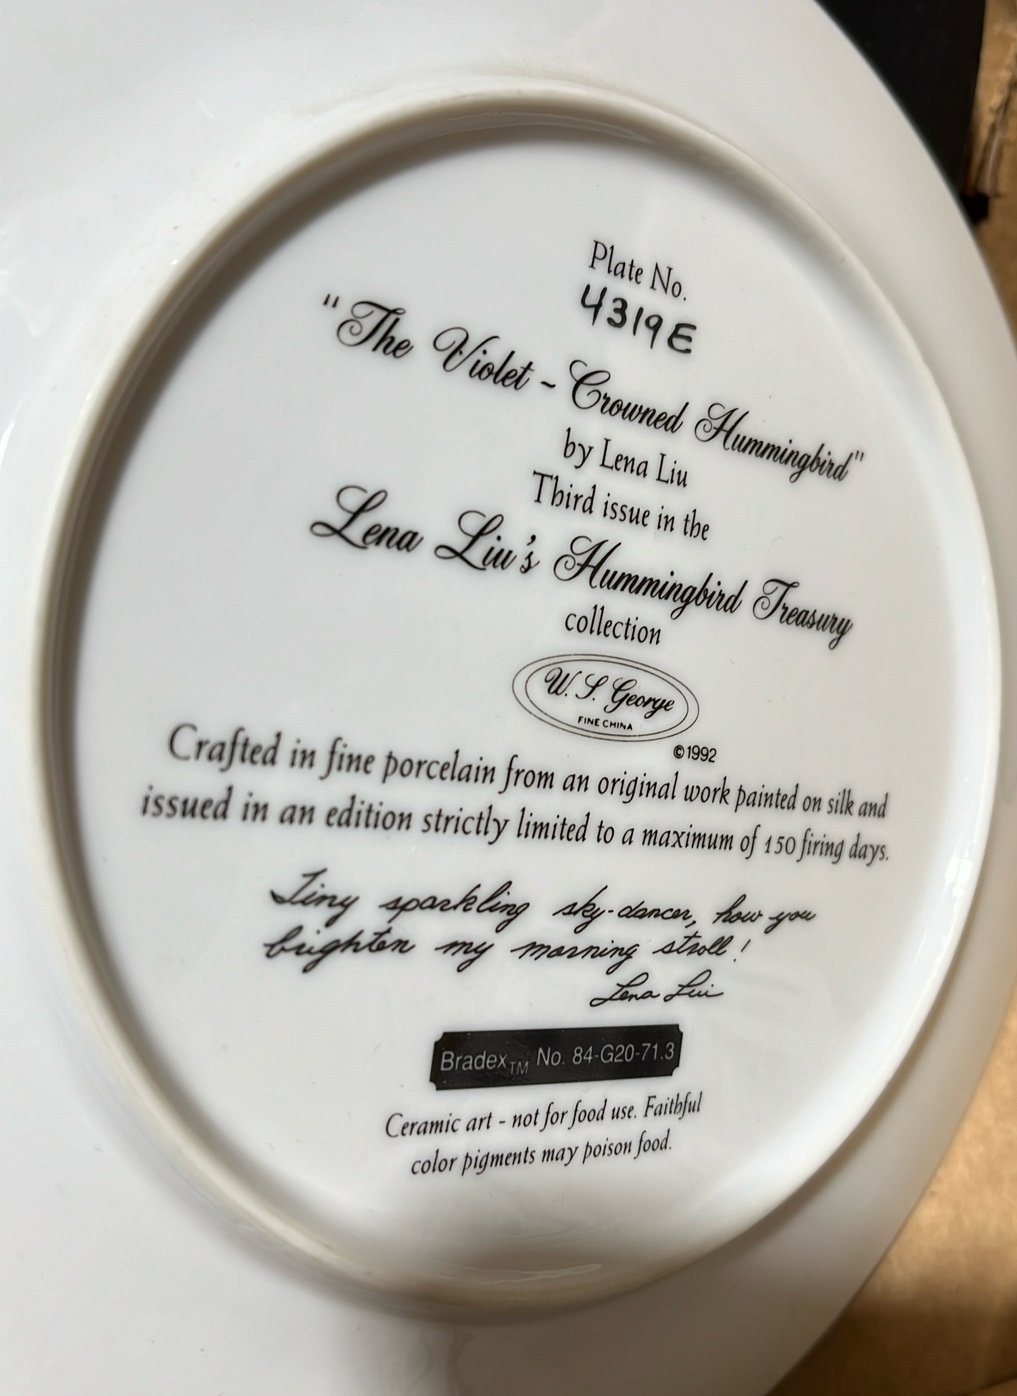 Plate No.
4319E
"The Violet-Crowned Hummingbird"
by Lena Liu
Third issue in the
Lena Liu's Hummingbird Treasury
collection
W. S. George
FINE CHINA
©1992
Crafted in fine porcelain from an original work painted on silk and
issued in an edition strictly limited to a maximum of 150 firing days.
Tiny sparkling sky-dancer, how you
brighten my morning stroll!
Lena Liu
Bradex™ No. 84-G20-71.3
Ceramic art - not for food use. Faithful
color pigments may poison food.